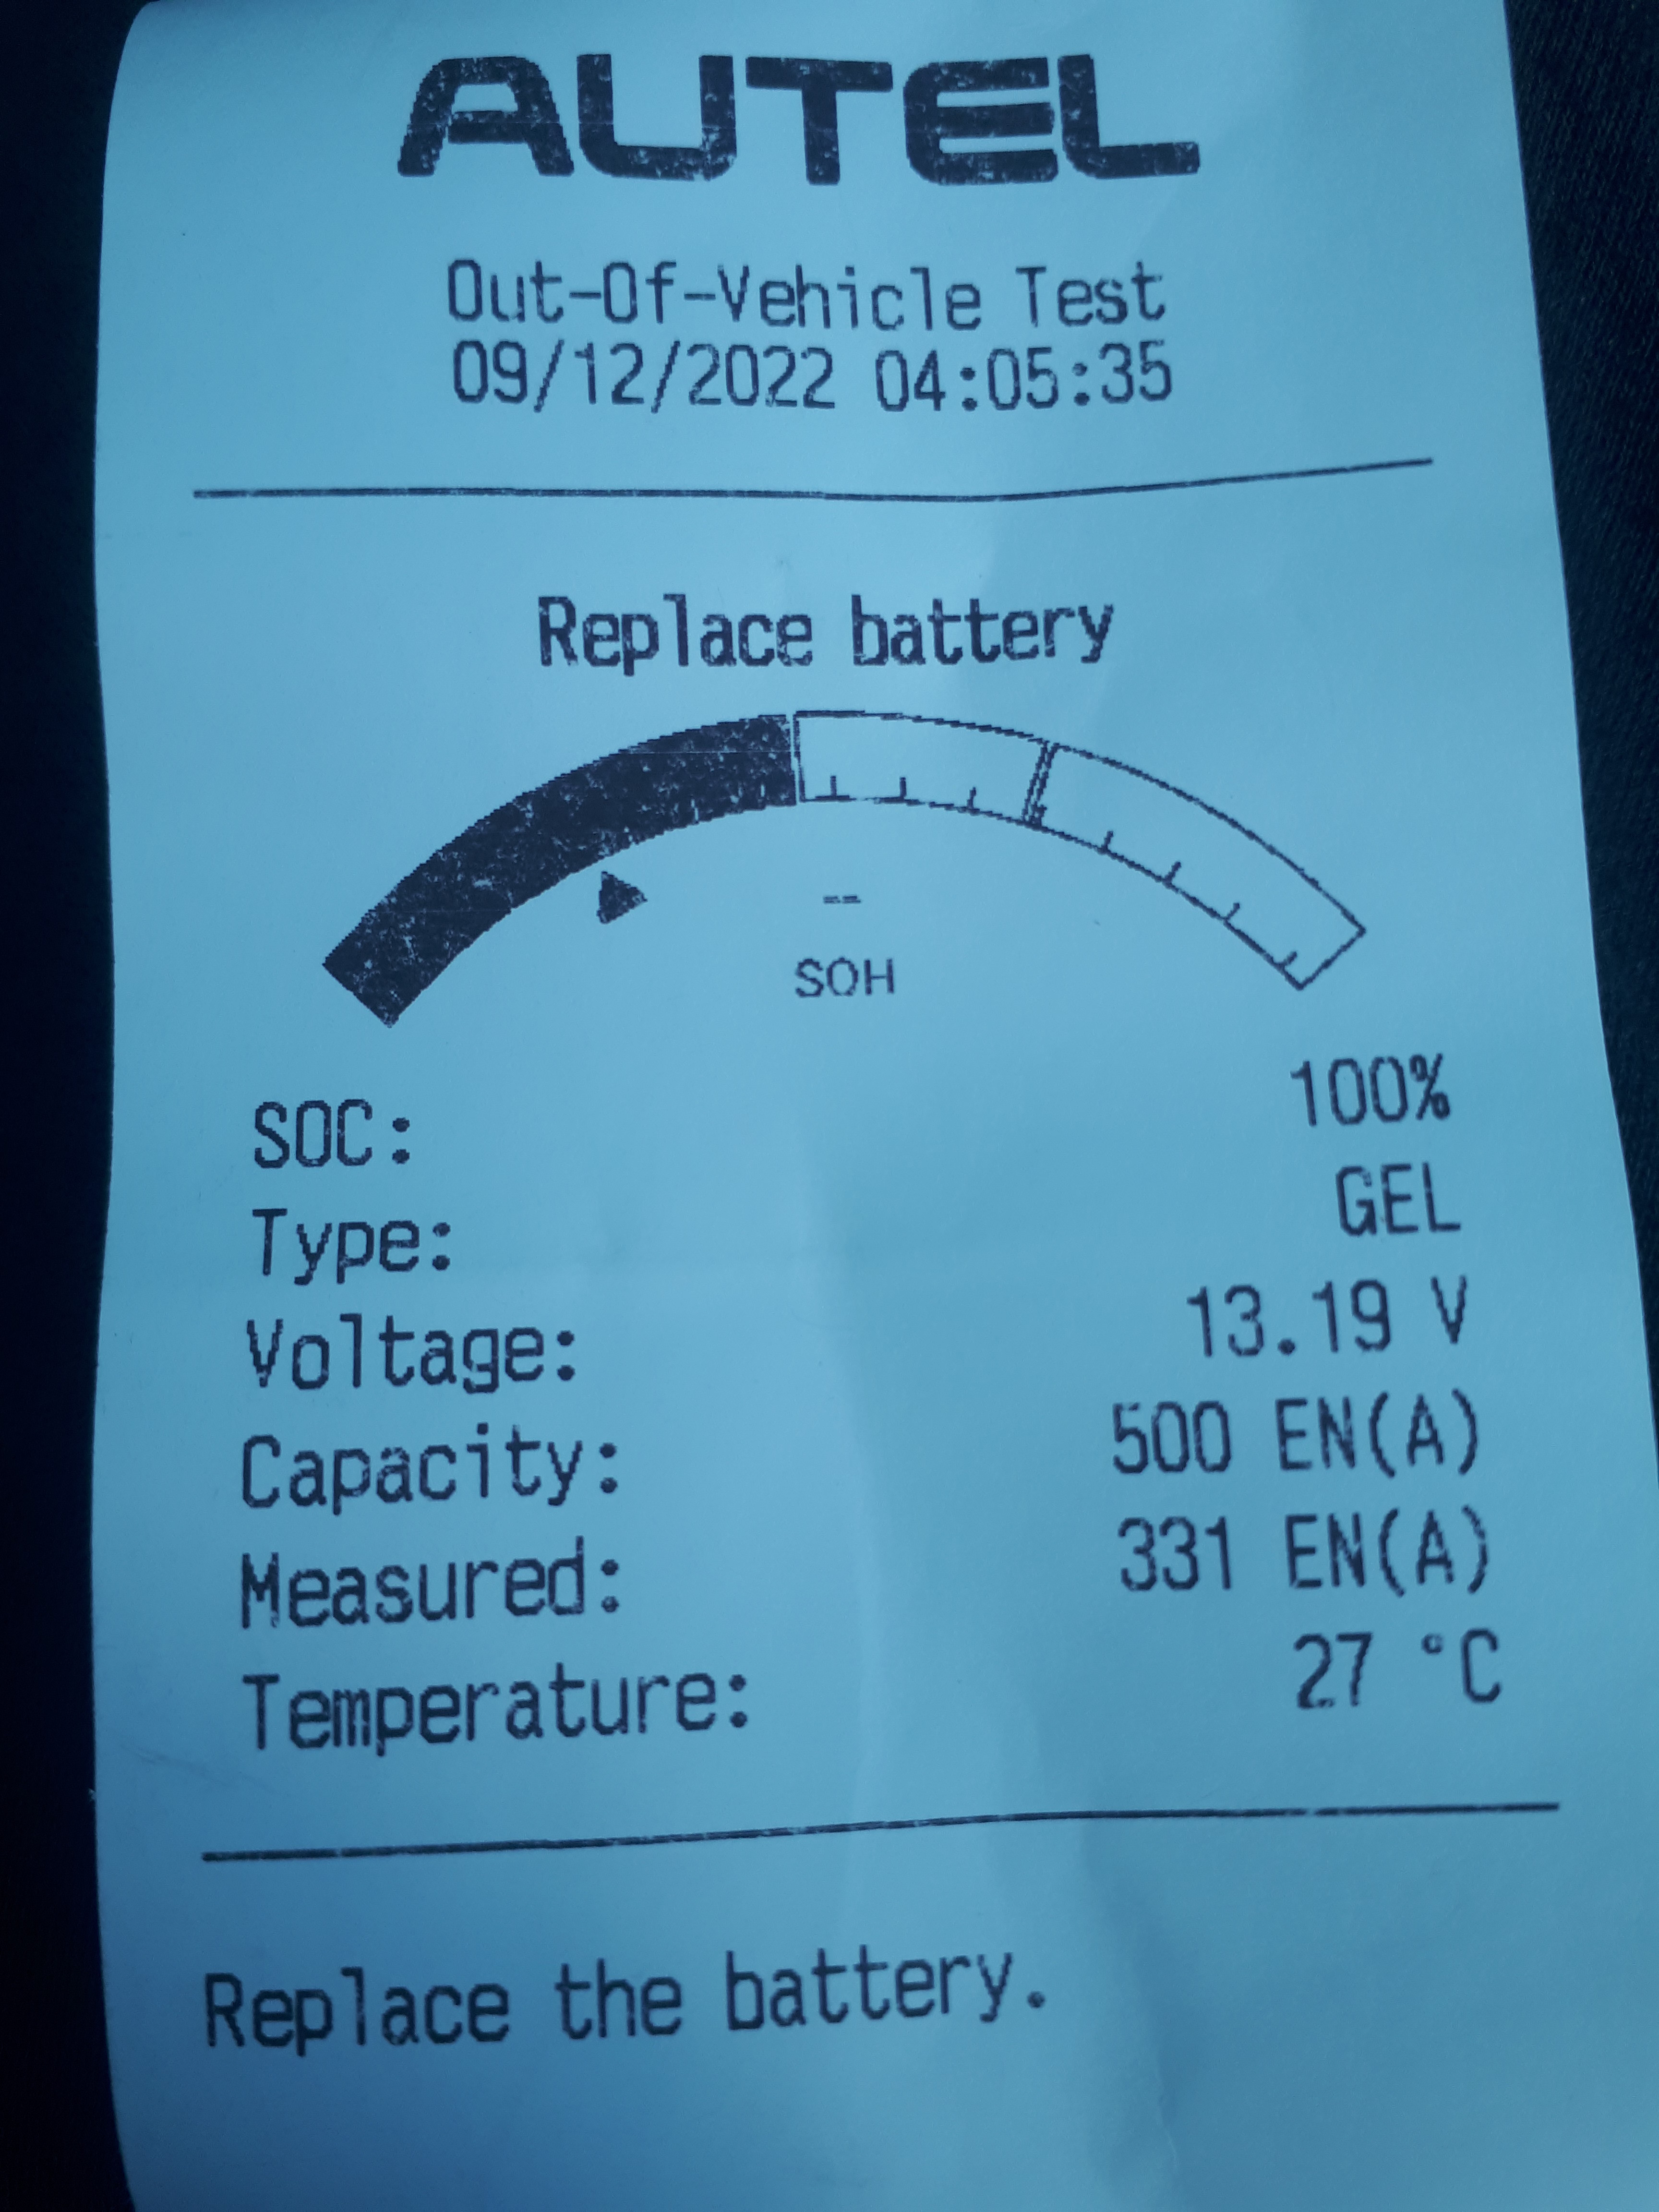 AUTEL
Out-Of-Vehicle Test
09/12/2022 04:05:35
Replace battery
--
SOH
SOC: 100%
Type: GEL
Voltage: 13.19 V
Capacity: 500 EN(A)
Measured: 331 EN(A)
Temperature: 27 °C
Replace the battery.